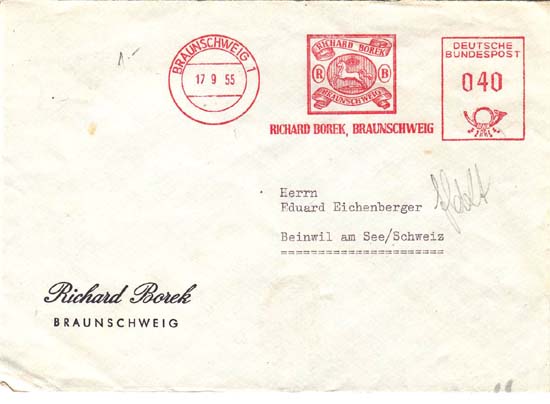 BRAUNSCHWEIG 1
17 9 55
RICHARD BOREK
R B
BRAUNSCHWEIG
RICHARD BOREK, BRAUNSCHWEIG
DEUTSCHE
BUNDESPOST
040
Herrn
Eduard Eichenberger
Beinwil am See/Schweiz
Richard Borek
BRAUNSCHWEIG